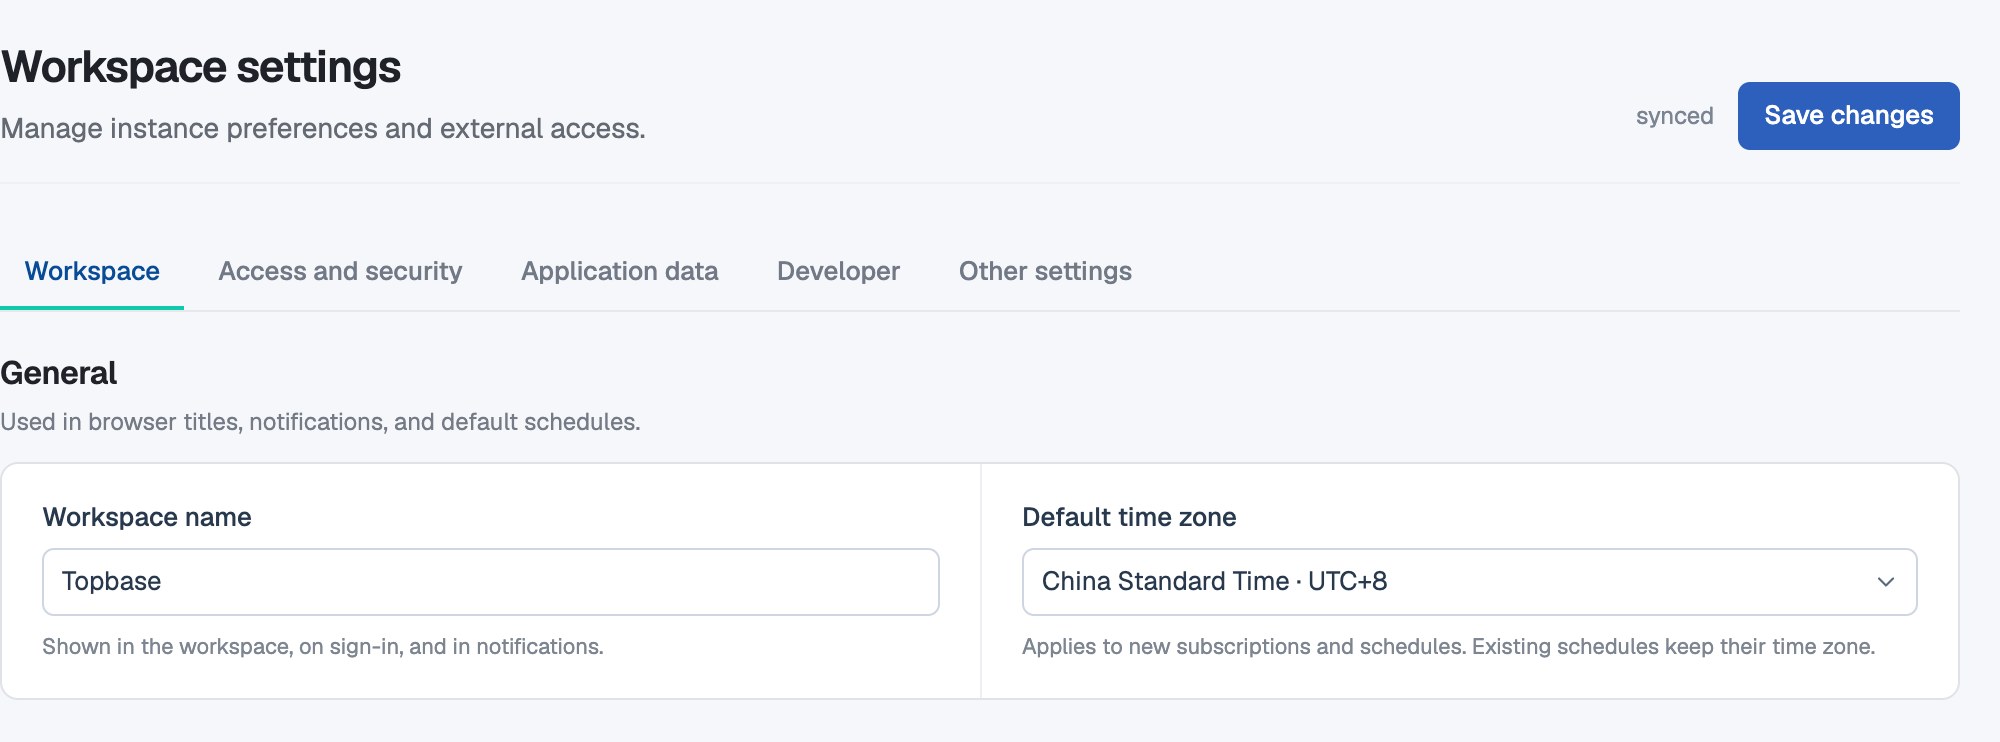 Workspace settings
Manage instance preferences and external access.
synced
Save changes
Workspace
Access and security
Application data
Developer
Other settings
General
Used in browser titles, notifications, and default schedules.
Workspace name
Topbase
Shown in the workspace, on sign-in, and in notifications.
Default time zone
China Standard Time · UTC+8
Applies to new subscriptions and schedules. Existing schedules keep their time zone.